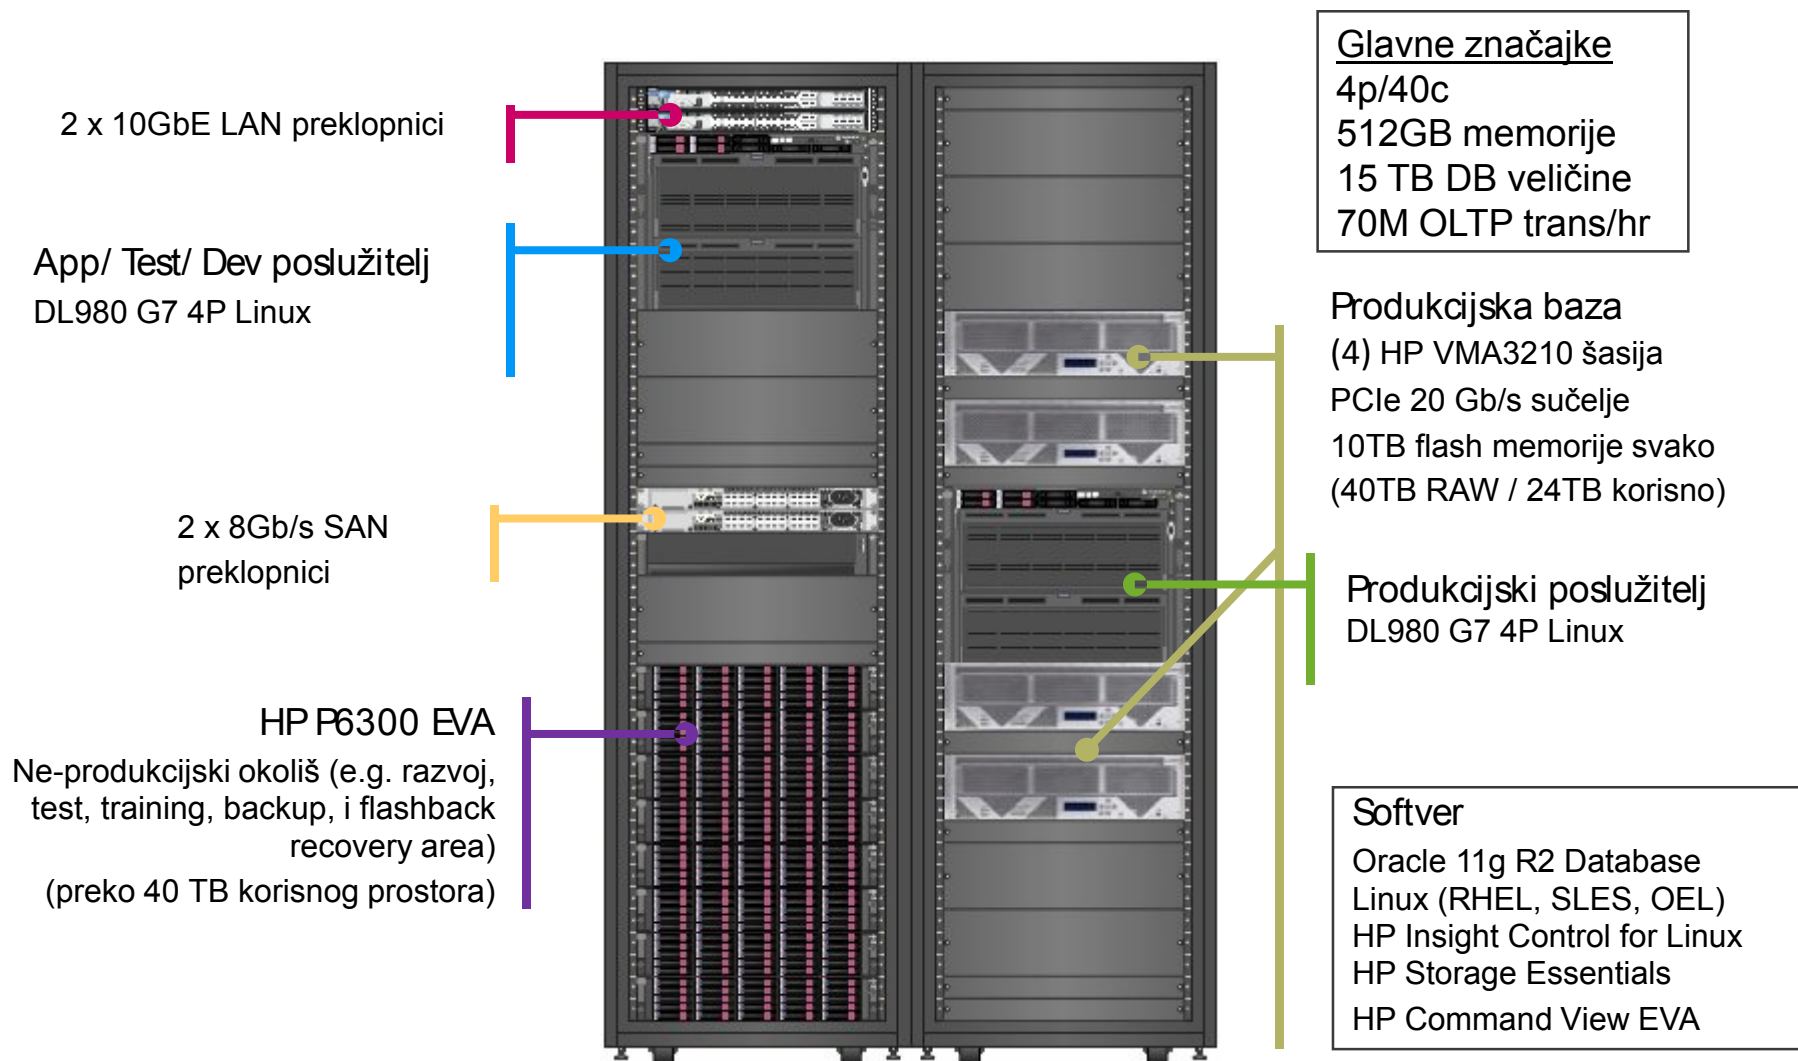 2 x 10GbE LAN preklopnici
App/ Test/ Dev poslužitelj
DL980 G7 4P Linux
2 x 8Gb/s SAN
preklopnici
HP P6300 EVA
Ne-produkcijski okoliš (e.g. razvoj,
test, training, backup, i flashback
recovery area)
(preko 40 TB korisnog prostora)
Glavne značajke
4p/40c
512GB memorije
15 TB DB veličine
70M OLTP trans/hr
Produkcijska baza
(4) HP VMA3210 šasija
PCIe 20 Gb/s sučelje
10TB flash memorije svako
(40TB RAW / 24TB korisno)
Produkcijski poslužitelj
DL980 G7 4P Linux
Softver
Oracle 11g R2 Database
Linux (RHEL, SLES, OEL)
HP Insight Control for Linux
HP Storage Essentials
HP Command View EVA